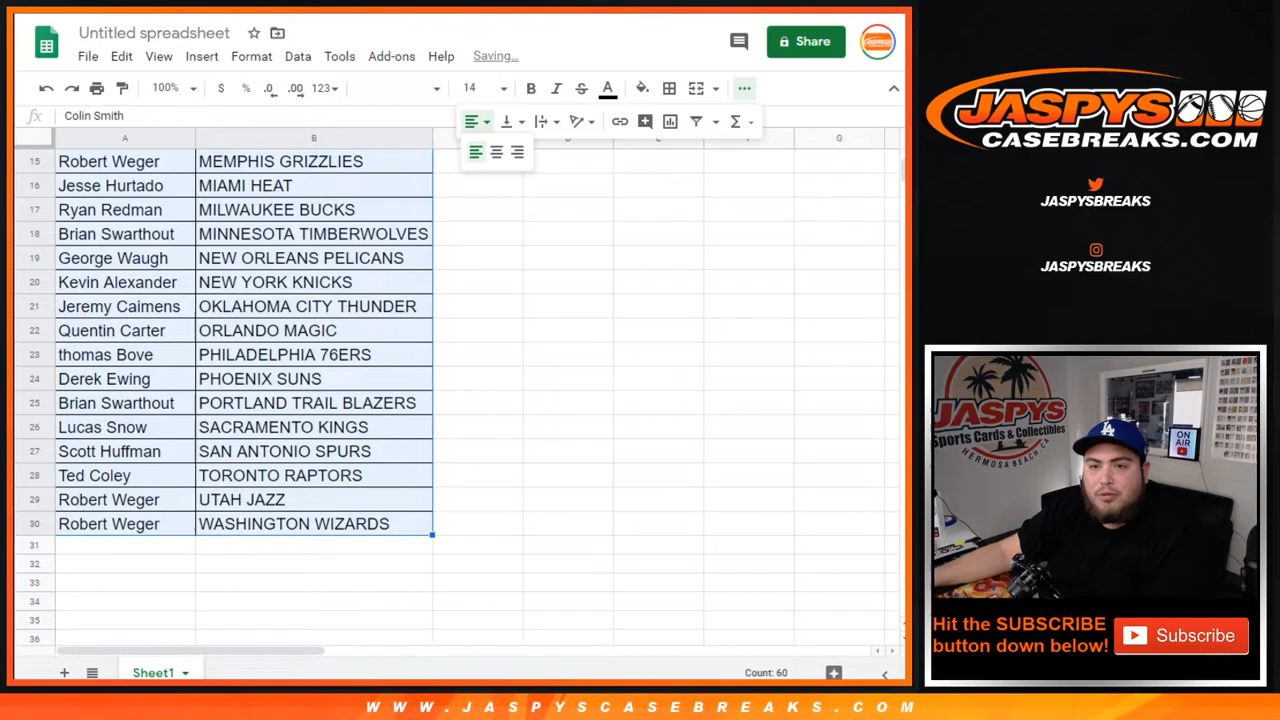 Untitled spreadsheet
File Edit View Insert Format Data Tools Add-ons Help Saving...
Share
100% $ % .0 .00 123 14 B I S A
fx Colin Smith
A B G
15 Robert Weger MEMPHIS GRIZZLIES
16 Jesse Hurtado MIAMI HEAT
17 Ryan Redman MILWAUKEE BUCKS
18 Brian Swarthout MINNESOTA TIMBERWOLVES
19 George Waugh NEW ORLEANS PELICANS
20 Kevin Alexander NEW YORK KNICKS
21 Jeremy Caimens OKLAHOMA CITY THUNDER
22 Quentin Carter ORLANDO MAGIC
23 thomas Bove PHILADELPHIA 76ERS
24 Derek Ewing PHOENIX SUNS
25 Brian Swarthout PORTLAND TRAIL BLAZERS
26 Lucas Snow SACRAMENTO KINGS
27 Scott Huffman SAN ANTONIO SPURS
28 Ted Coley TORONTO RAPTORS
29 Robert Weger UTAH JAZZ
30 Robert Weger WASHINGTON WIZARDS
31
32
33
34
35
36
Sheet1
Count: 60
JASPYS
CASEBREAKS.COM
JASPYSBREAKS
JASPYSBREAKS
JASPYS
Sports Cards & Collectibles
HERMOSA BEACH, CA
ON AIR
LA
Hit the SUBSCRIBE
button down below!
Subscribe
WWW.JASPYSCASEBREAKS.COM